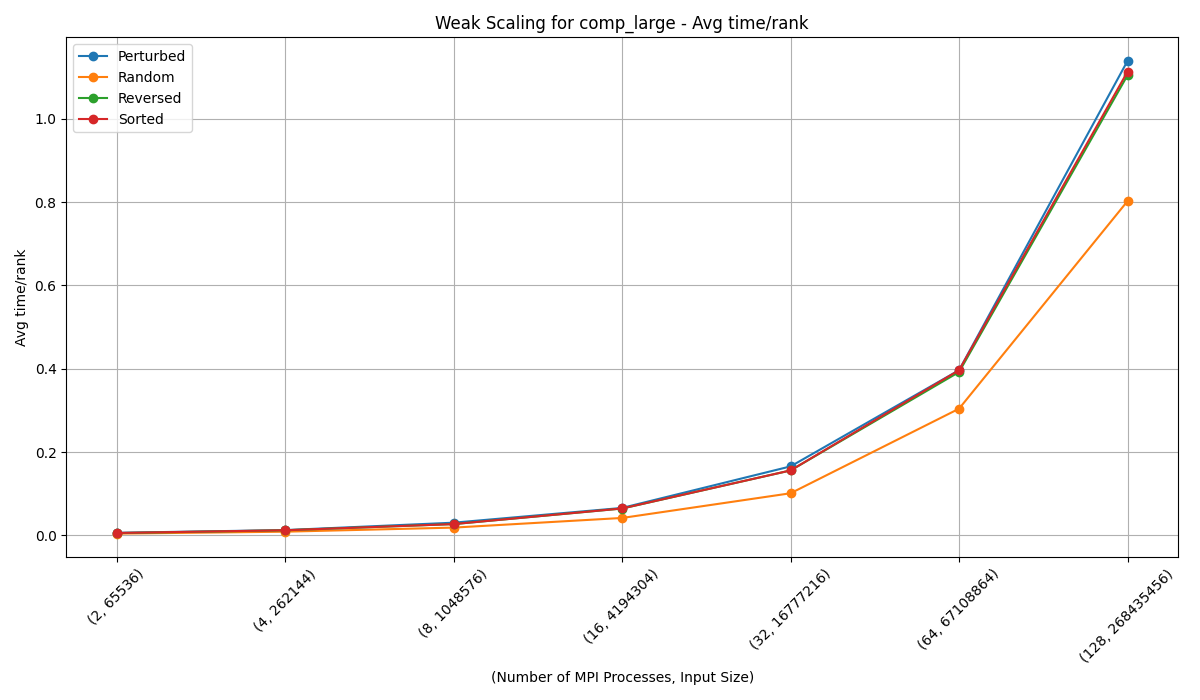 Weak Scaling for comp_large - Avg time/rank
Perturbed
Random
Reversed
Sorted
Avg time/rank
1.0
0.8
0.6
0.4
0.2
0.0
(2, 65536)
(4, 262144)
(8, 1048576)
(16, 4194304)
(32, 16777216)
(64, 67108864)
(128, 268435456)
(Number of MPI Processes, Input Size)